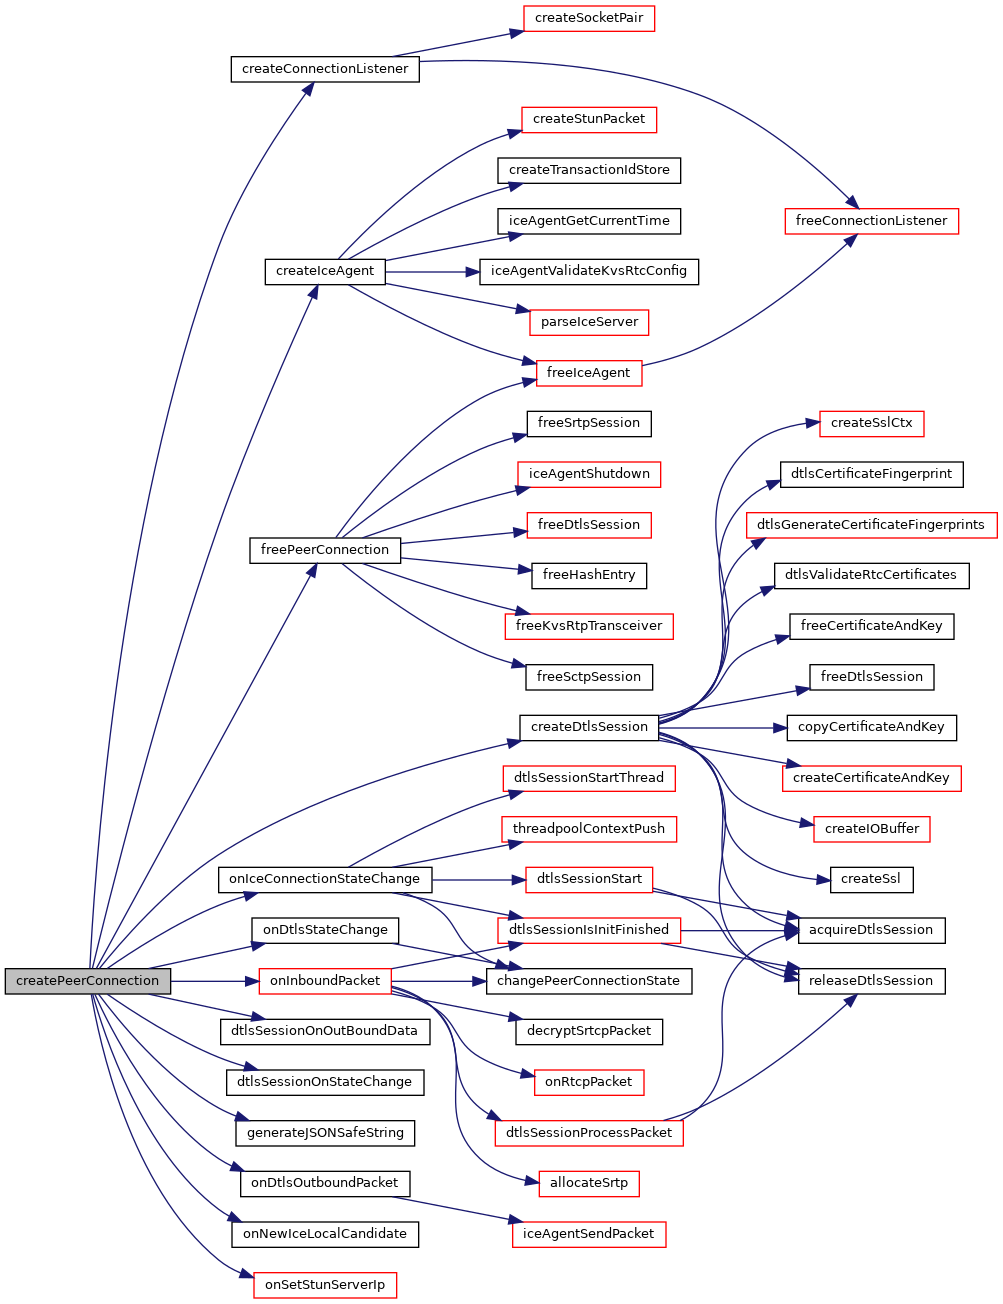 createSocketPair
createConnectionListener
createStunPacket
createTransactionIdStore
iceAgentGetCurrentTime
freeConnectionListener
createIceAgent
iceAgentValidateKvsRtcConfig
parseIceServer
freeIceAgent
freeSrtpSession
createSslCtx
iceAgentShutdown
dtlsCertificateFingerprint
freeDtlsSession
dtlsGenerateCertificateFingerprints
freePeerConnection
freeHashEntry
dtlsValidateRtcCertificates
freeKvsRtpTransceiver
freeCertificateAndKey
freeSctpSession
freeDtlsSession
createDtlsSession
copyCertificateAndKey
dtlsSessionStartThread
createCertificateAndKey
threadpoolContextPush
createIOBuffer
onIceConnectionStateChange
dtlsSessionStart
createSsl
onDtlsStateChange
dtlsSessionIsInitFinished
acquireDtlsSession
createPeerConnection
onInboundPacket
changePeerConnectionState
releaseDtlsSession
dtlsSessionOnOutBoundData
decryptSrtcpPacket
dtlsSessionOnStateChange
onRtcpPacket
generateJSONSafeString
dtlsSessionProcessPacket
onDtlsOutboundPacket
allocateSrtp
onNewIceLocalCandidate
iceAgentSendPacket
onSetStunServerIp